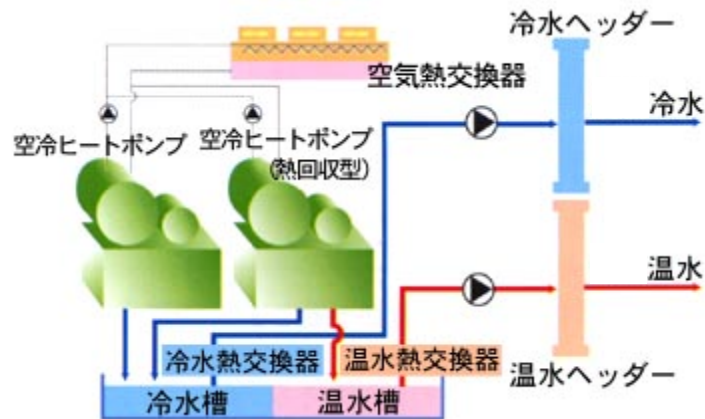 冷水ヘッダー
空気熱交換器
冷水
空冷ヒートポンプ
空冷ヒートポンプ
(熱回収型)
温水
冷水熱交換器
温水熱交換器
温水ヘッダー
冷水槽
温水槽